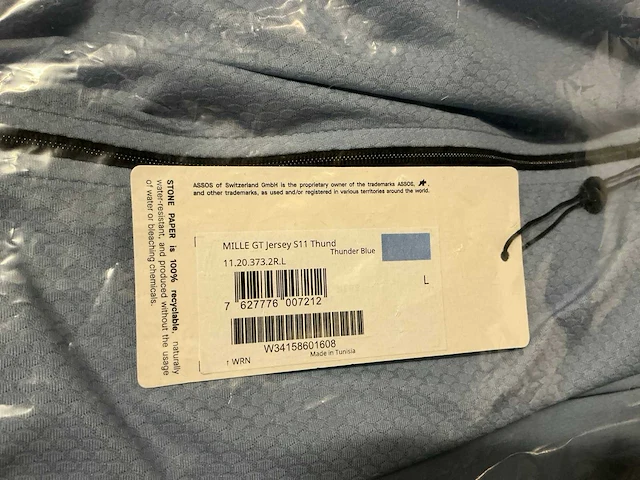 ASSOS of Switzerland GmbH is the proprietary owner of the trademarks ASSOS,
and other trademarks, as used and/or registered in various territories around the world.
STONE PAPER is 100% recyclable, naturally
water-resistant, and produced without the usage
of water or bleaching chemicals.
MILLE GT Jersey S11 Thund
Thunder Blue
11.20.373.2R.L
L
7 627776 007212
W34158601608
Made in Tunisia
↑ WRN